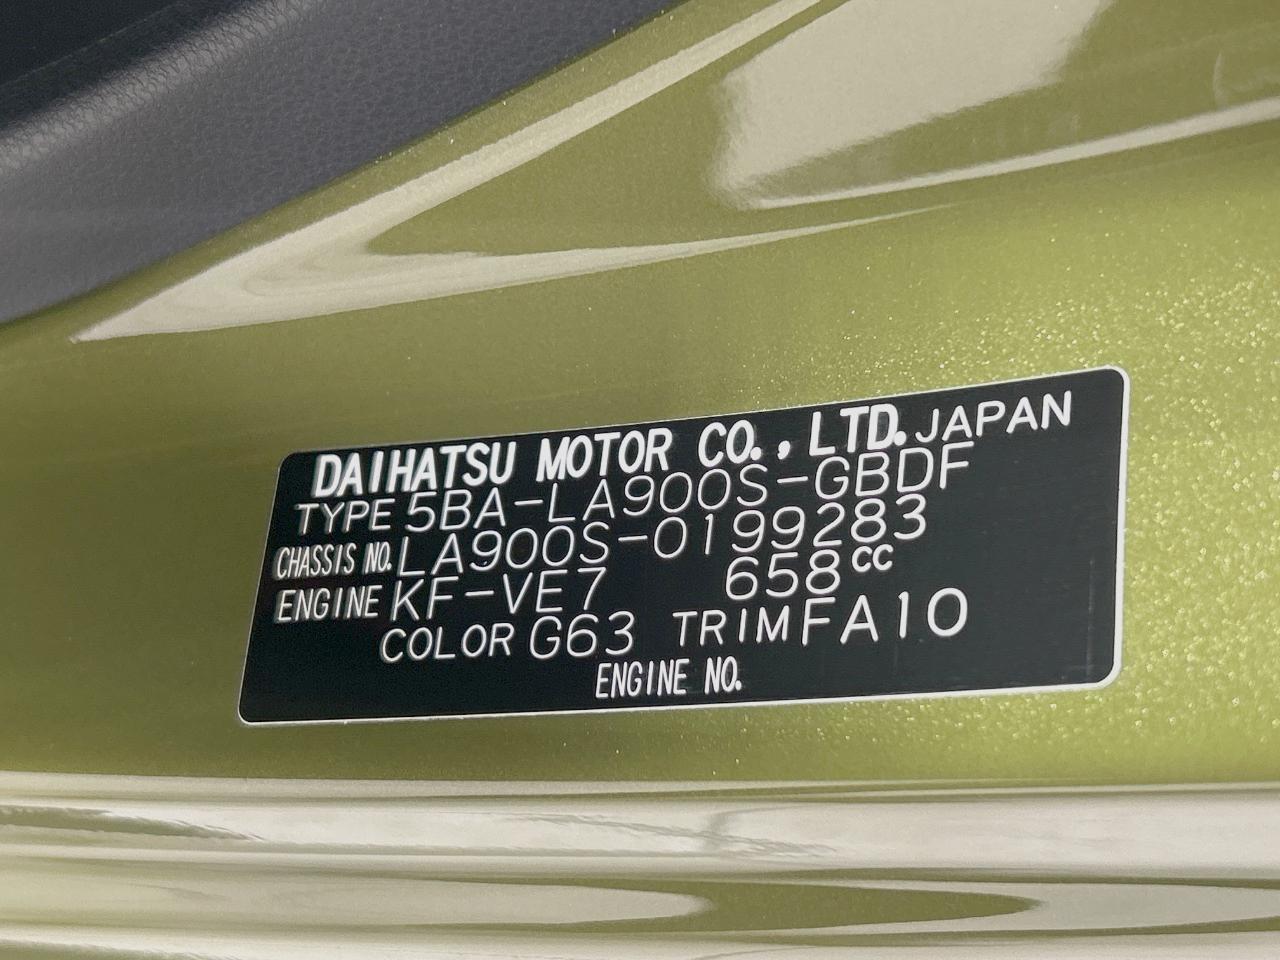 DAIHATSU MOTOR CO., LTD. JAPAN
TYPE 5BA-LA900S-GBDF
CHASSIS NO. LA900S-0199283
ENGINE KF-VE7 658cc
COLOR G63 TRIM FA10
ENGINE NO.